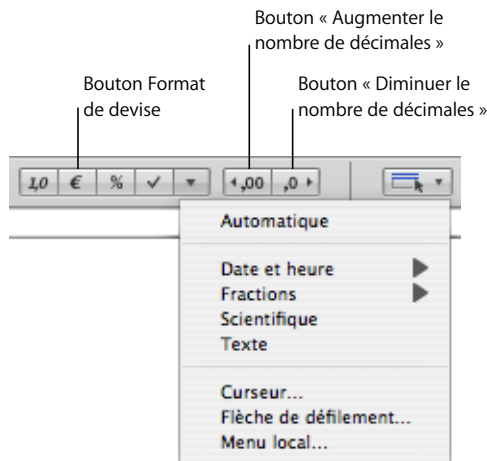 Bouton « Augmenter le
nombre de décimales »
Bouton Format
de devise
Bouton « Diminuer le
nombre de décimales »
1,0 € % ✓ ,00 ,0
Automatique
Date et heure
Fractions
Scientifique
Texte
Curseur...
Flèche de défilement...
Menu local...